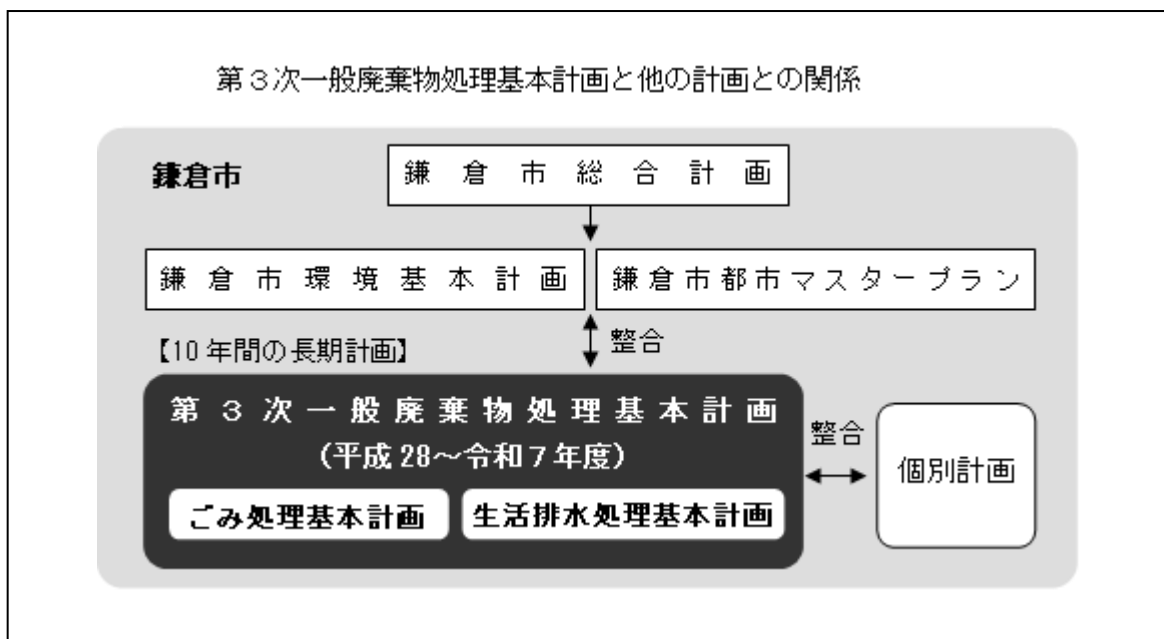 第3次一般廃棄物処理基本計画と他の計画との関係
鎌倉市
鎌倉市総合計画
鎌倉市環境基本計画
鎌倉市都市マスタープラン
整合
【10年間の長期計画】
第3次一般廃棄物処理基本計画
(平成28～令和7年度)
ごみ処理基本計画
生活排水処理基本計画
整合
個別計画